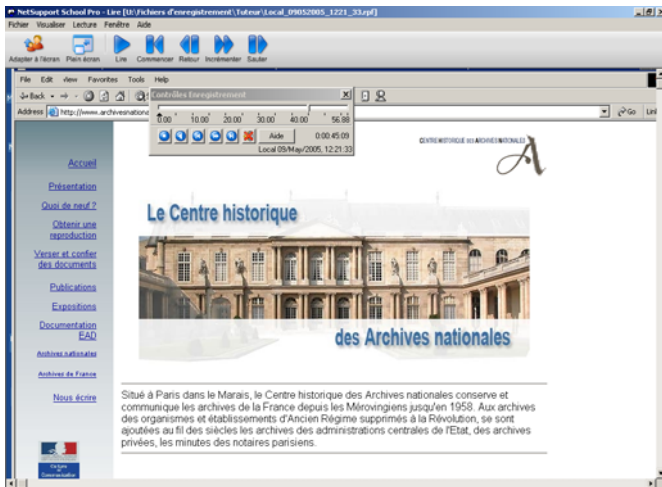 NetSupport School Pro - Lire [U:\Fichiers d'enregistrement\Tuteur\Local_09052005_1221_33.rpf]
Fichier Visualiser Lecture Fenêtre Aide
Adapter à l'écran Plein écran Lire Commencer Retour Incrémenter Sauter
File Edit View Favorites Tools Help
Back
Contrôles Enregistrement
Address http://www.archivesnationa
Go Link
0.00 10.00 20.00 30.00 40.00 56.88
Aide 0:00:45:09
Local 09/May/2005, 12:21:33
CENTRE HISTORIQUE DES ARCHIVES NATIONALES
Accueil
Présentation
Quoi de neuf ?
Obtenir une
reproduction
Verser et confier
des documents
Publications
Expositions
Documentation
EAD
Archives nationales
Archives de France
Nous écrire
Le Centre historique
des Archives nationales
Situé à Paris dans le Marais, le Centre historique des Archives nationales conserve et
communique les archives de la France depuis les Mérovingiens jusqu'en 1958. Aux archives
des organismes et établissements d'Ancien Régime supprimés à la Révolution, se sont
ajoutées au fil des siècles les archives des administrations centrales de l'Etat, des archives
privées, les minutes des notaires parisiens.